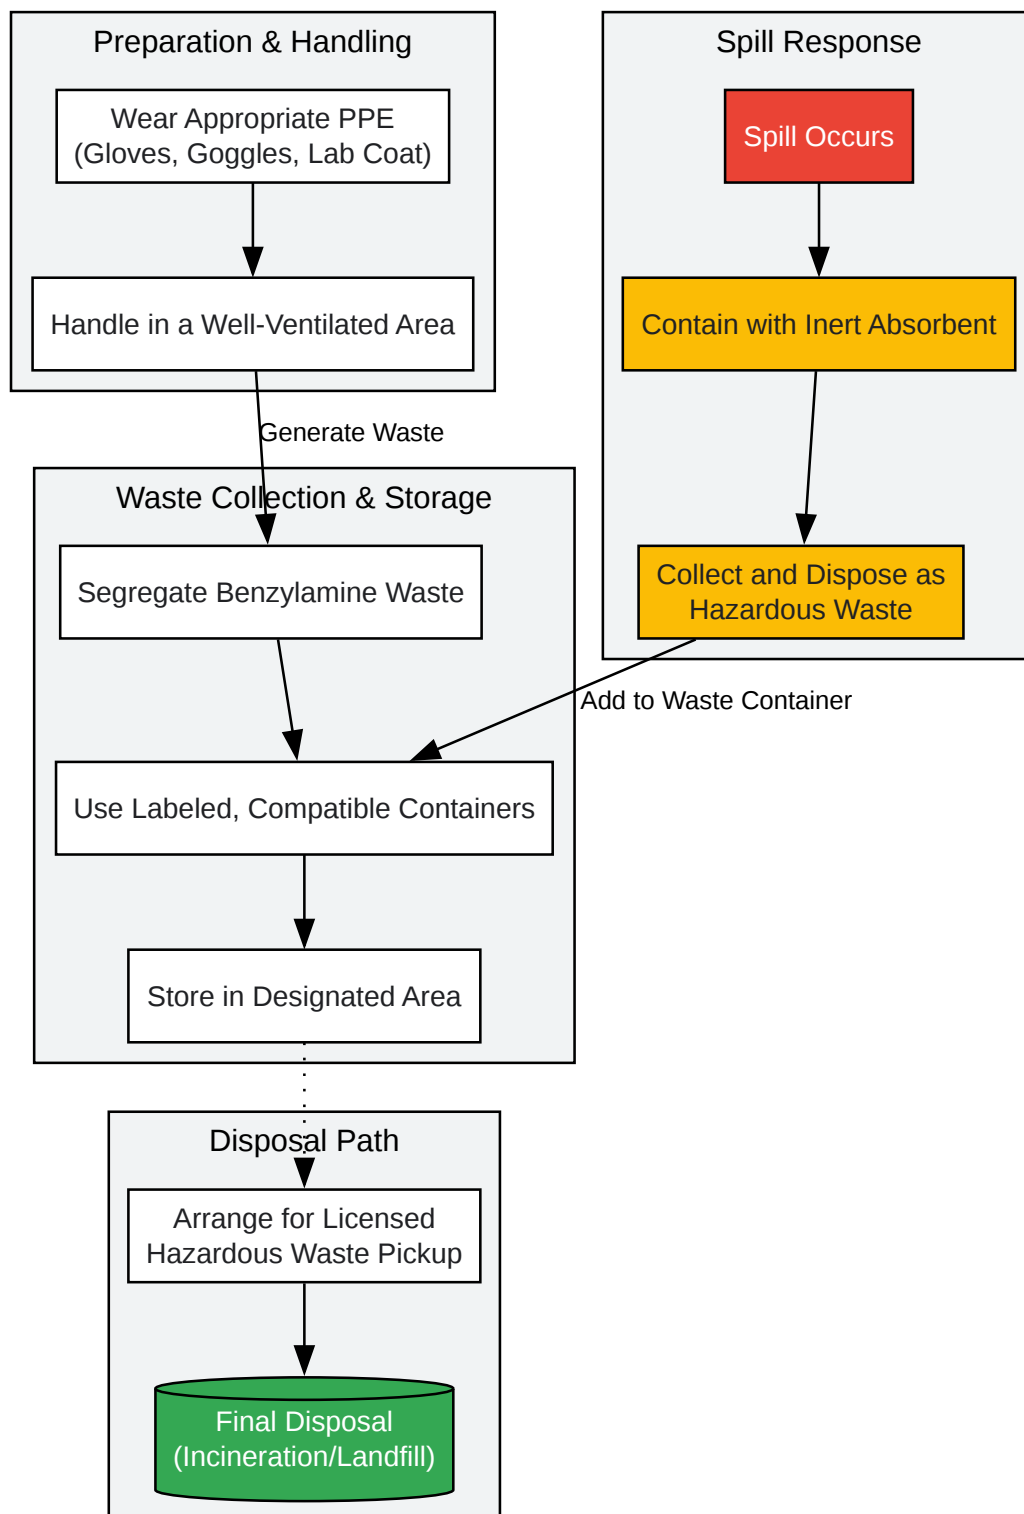 Preparation & Handling
Wear Appropriate PPE
(Gloves, Goggles, Lab Coat)
Handle in a Well-Ventilated Area
Generate Waste
Waste Collection & Storage
Segregate Benzylamine Waste
Use Labeled, Compatible Containers
Store in Designated Area
Disposal Path
Arrange for Licensed
Hazardous Waste Pickup
Final Disposal
(Incineration/Landfill)
Spill Response
Spill Occurs
Contain with Inert Absorbent
Collect and Dispose as
Hazardous Waste
Add to Waste Container